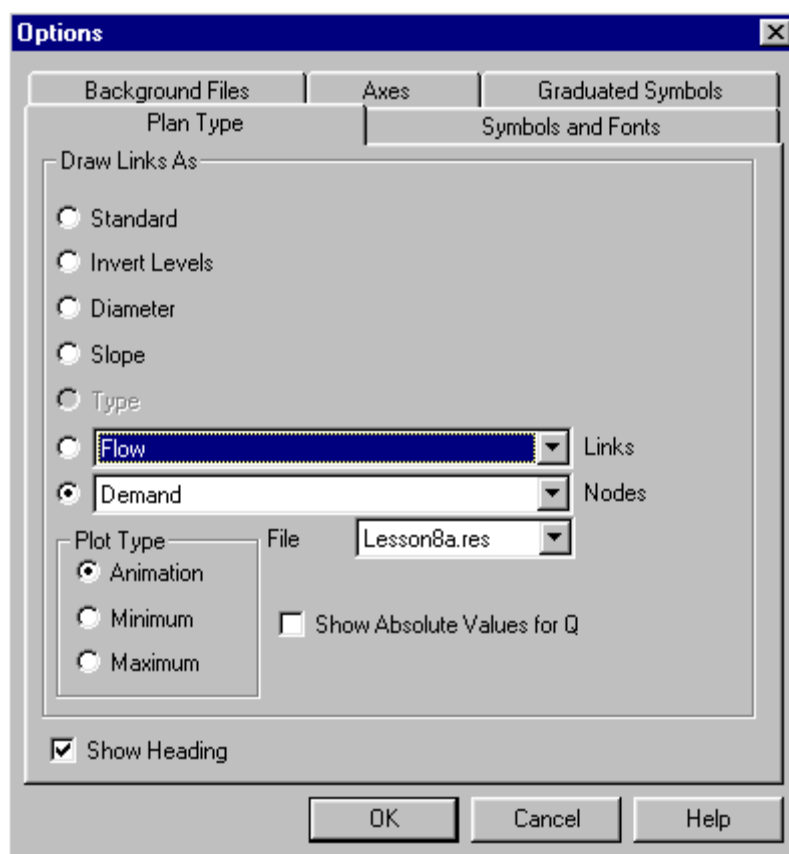 Options
Background Files Axes Graduated Symbols
Plan Type Symbols and Fonts
Draw Links As
Standard
Invert Levels
Diameter
Slope
Type
Flow Links
Demand Nodes
Plot Type File Lesson8a.res
Animation
Minimum Show Absolute Values for Q
Maximum
Show Heading
OK Cancel Help